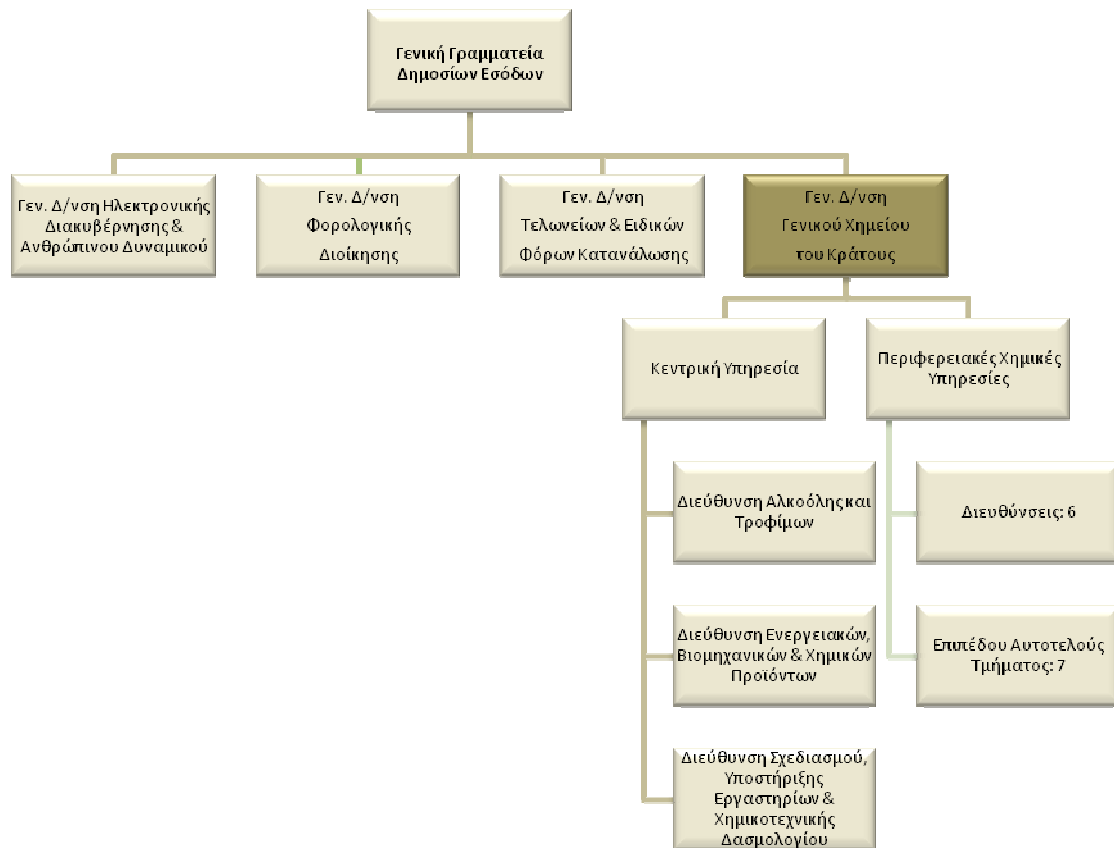 Γενική Γραμματεία
Δημοσίων Εσόδων
Γεν. Δ/νση Ηλεκτρονικής
Διακυβέρνησης &
Ανθρώπινου Δυναμικού
Γεν. Δ/νση
Φορολογικής
Διοίκησης
Γεν. Δ/νση
Τελωνείων & Ειδικών
Φόρων Κατανάλωσης
Γεν. Δ/νση
Γενικού Χημείου
του Κράτους
Κεντρική Υπηρεσία
Περιφερειακές Χημικές
Υπηρεσίες
Διεύθυνση Αλκοόλης και
Τροφίμων
Διευθύνσεις: 6
Διεύθυνση Ενεργειακών,
Βιομηχανικών & Χημικών
Προϊόντων
Επιπέδου Αυτοτελούς
Τμήματος: 7
Διεύθυνση Σχεδιασμού,
Υποστήριξης
Εργαστηρίων &
Χημικοτεχνικής
Δασμολογίου